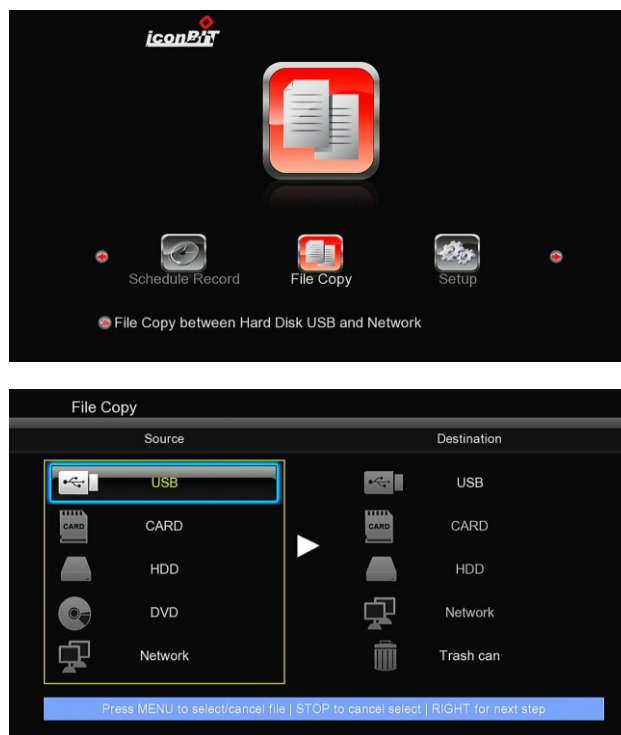 iconBiT
Schedule Record
File Copy
Setup
File Copy between Hard Disk USB and Network
File Copy
Source
Destination
USB
USB
CARD
CARD
CARD
CARD
HDD
HDD
DVD
Network
Network
Trash can
Press MENU to select/cancel file | STOP to cancel select | RIGHT for next step